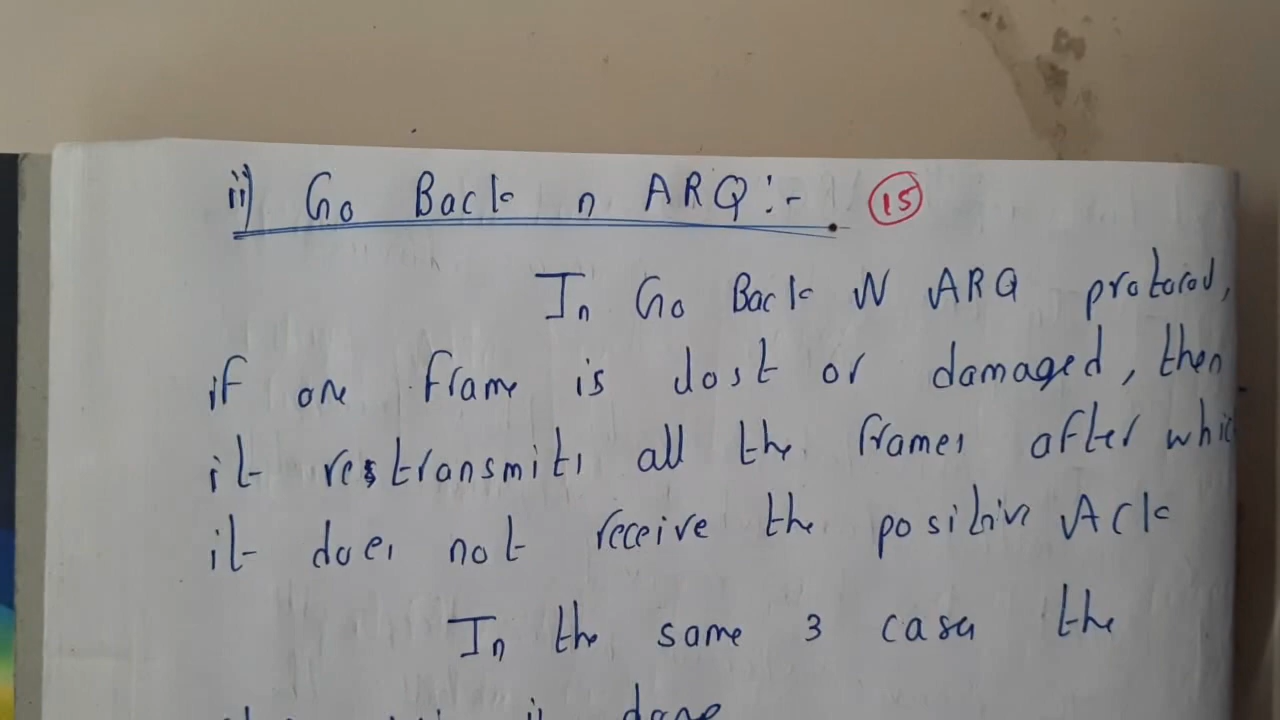 ii) Go Back n ARQ :- 15
In Go Back N ARQ protocol,
if one frame is lost or damaged, then
it restransmits all the frames after which
it does not receive the positive Ack
In the same 3 cases the
is done